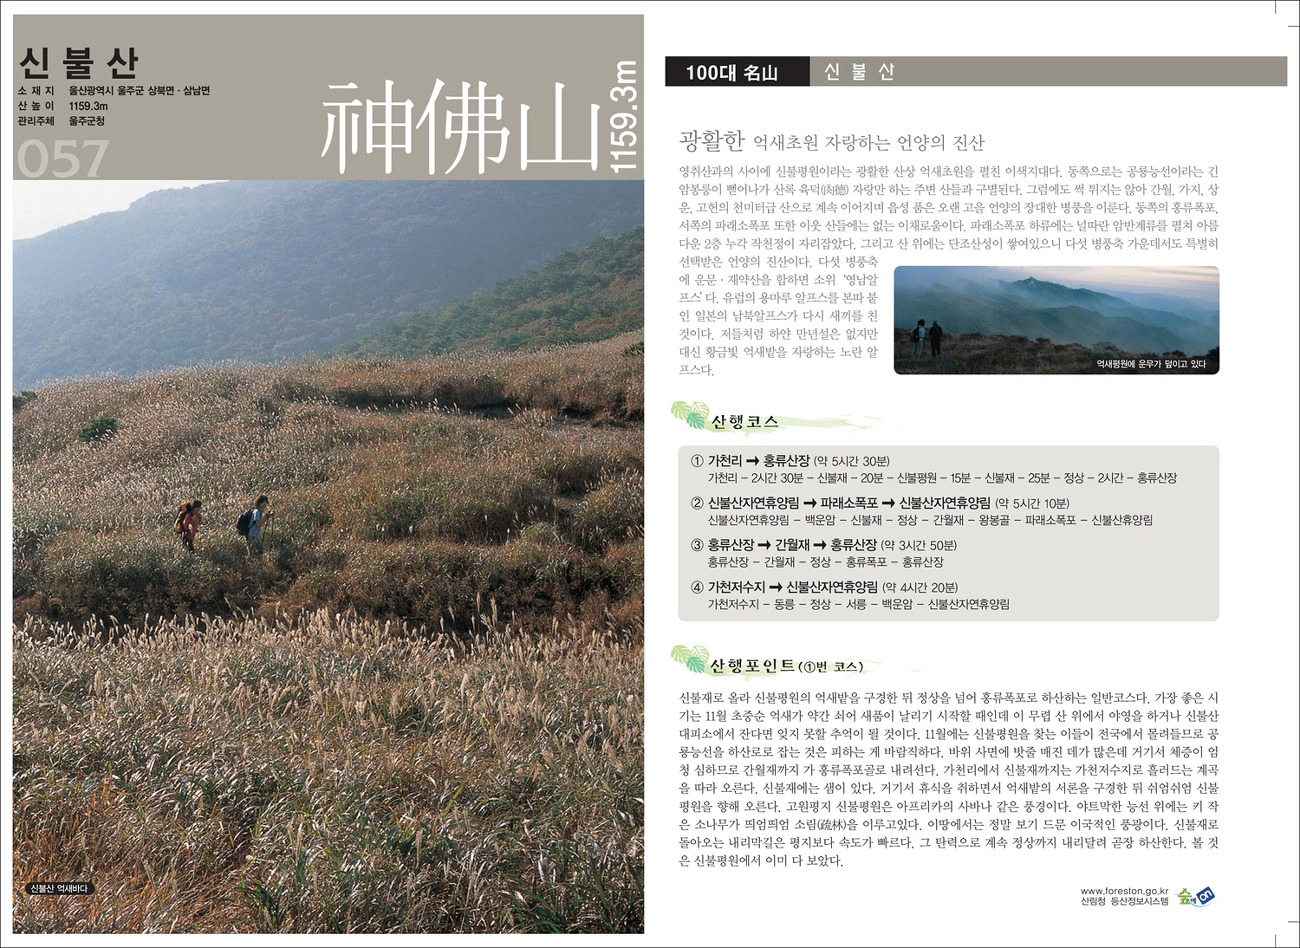 신불산
소 재 지 울산광역시 울주군 상북면 · 삼남면
산 높 이 1159.3m
관리주체 울주군청
057
神佛山
1159.3m
신불산 억새바다
100대 名山 신 불 산
광활한 억새초원 자랑하는 언양의 진산
영취산과의 사이에 신불평원이라는 광활한 산상 억새초원을 펼친 이색지대다. 동쪽으로는 공룡능선이라는 긴
암봉릉이 뻗어나가 산록 육덕(肉德) 자랑만 하는 주변 산들과 구별된다. 그럼에도 썩 튀지는 않아 간월, 가지, 상
운, 고헌의 천미터급 산으로 계속 이어지며 읍성 품은 오랜 고을 언양의 장대한 병풍을 이룬다. 동쪽의 홍류폭포,
서쪽의 파래소폭포 또한 이웃 산들에는 없는 이채로움이다. 파래소폭포 하류에는 널따란 암반계류를 펼쳐 아름
다운 2층 누각 작천정이 자리잡았다. 그리고 산 위에는 단조산성이 쌓여있으니 다섯 병풍축 가운데서도 특별히
선택받은 언양의 진산이다. 다섯 병풍축
에 운문 · 재약산을 합하면 소위 '영남알
프스' 다. 유럽의 용마루 알프스를 본따 붙
인 일본의 남북알프스가 다시 새끼를 친
것이다. 저들처럼 하얀 만년설은 없지만
대신 황금빛 억새밭을 자랑하는 노란 알
프스다.
억새평원에 운무가 덮이고 있다
산행코스
① 가천리 ➞ 홍류산장 (약 5시간 30분)
가천리 – 2시간 30분 – 신불재 – 20분 – 신불평원 – 15분 – 신불재 – 25분 – 정상 – 2시간 – 홍류산장
② 신불산자연휴양림 ➞ 파래소폭포 ➞ 신불산자연휴양림 (약 5시간 10분)
신불산자연휴양림 – 백운암 – 신불재 – 정상 – 간월재 – 왕봉골 – 파래소폭포 – 신불산휴양림
③ 홍류산장 ➞ 간월재 ➞ 홍류산장 (약 3시간 50분)
홍류산장 – 간월재 – 정상 – 홍류폭포 – 홍류산장
④ 가천저수지 ➞ 신불산자연휴양림 (약 4시간 20분)
가천저수지 – 동릉 – 정상 – 서릉 – 백운암 – 신불산자연휴양림
산행포인트(①번 코스)
신불재로 올라 신불평원의 억새밭을 구경한 뒤 정상을 넘어 홍류폭포로 하산하는 일반코스다. 가장 좋은 시
기는 11월 초중순 억새가 약간 쇠어 새품이 날리기 시작할 때인데 이 무렵 산 위에서 야영을 하거나 신불산
대피소에서 잔다면 잊지 못할 추억이 될 것이다. 11월에는 신불평원을 찾는 이들이 전국에서 몰려들므로 공
룡능선을 하산로로 잡는 것은 피하는 게 바람직하다. 바위 사면에 밧줄 매진 데가 많은데 거기서 체증이 엄
청 심하므로 간월재까지 가 홍류폭포골로 내려선다. 가천리에서 신불재까지는 가천저수지로 흘러드는 계곡
을 따라 오른다. 신불재에는 샘이 있다. 거기서 휴식을 취하면서 억새밭의 서론을 구경한 뒤 쉬엄쉬엄 신불
평원을 향해 오른다. 고원평지 신불평원은 아프리카의 사바나 같은 풍경이다. 야트막한 능선 위에는 키 작
은 소나무가 띄엄띄엄 소림(疏林)을 이루고있다. 이땅에서는 정말 보기 드문 이국적인 풍광이다. 신불재로
돌아오는 내리막길은 평지보다 속도가 빠르다. 그 탄력으로 계속 정상까지 내리달려 곧장 하산한다. 볼 것
은 신불평원에서 이미 다 보았다.
www.foreston.go.kr
산림청 등산정보시스템
숲에on